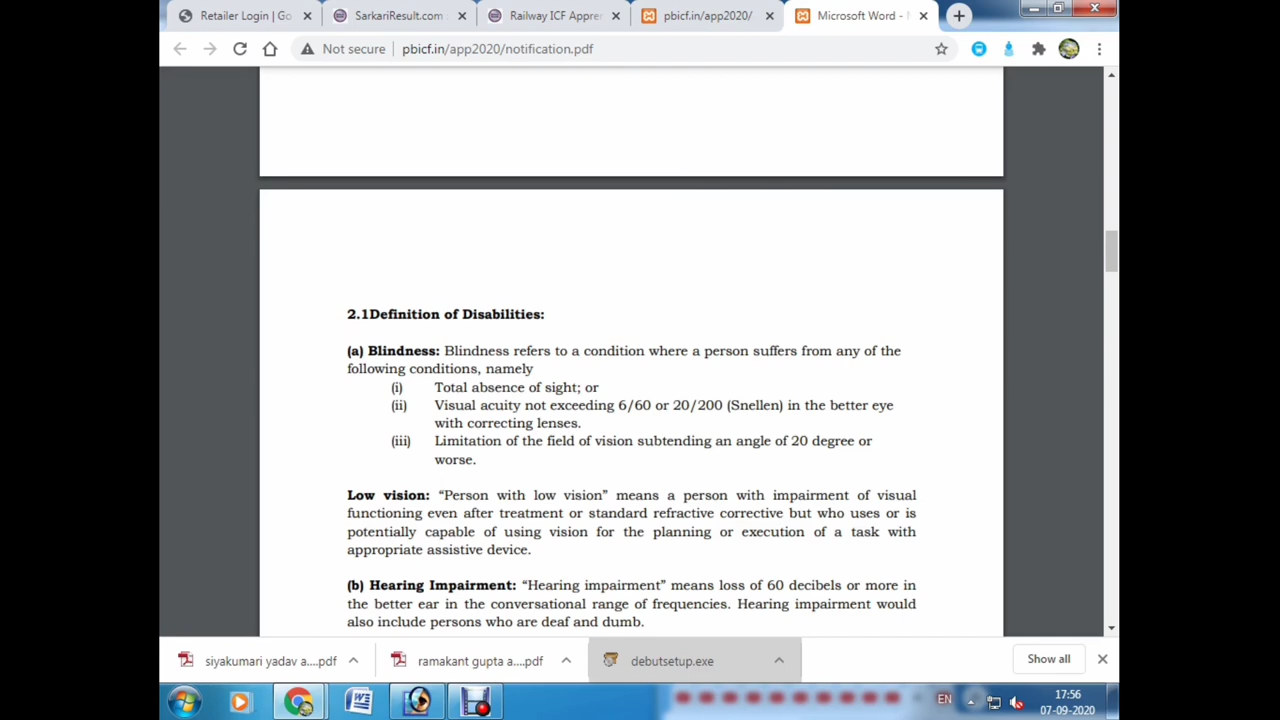 Retailer Login | Go
SarkariResult.com
Railway ICF Appre
pbicf.in/app2020/
Microsoft Word -
Not secure | pbicf.in/app2020/notification.pdf
2.1Definition of Disabilities:
(a) Blindness: Blindness refers to a condition where a person suffers from any of the
following conditions, namely
(i) Total absence of sight; or
(ii) Visual acuity not exceeding 6/60 or 20/200 (Snellen) in the better eye
with correcting lenses.
(iii) Limitation of the field of vision subtending an angle of 20 degree or
worse.
Low vision: “Person with low vision” means a person with impairment of visual
functioning even after treatment or standard refractive corrective but who uses or is
potentially capable of using vision for the planning or execution of a task with
appropriate assistive device.
(b) Hearing Impairment: “Hearing impairment” means loss of 60 decibels or more in
the better ear in the conversational range of frequencies. Hearing impairment would
also include persons who are deaf and dumb.
siyakumari yadav a....pdf
ramakant gupta a....pdf
debutsetup.exe
Show all
EN
17:56
07-09-2020